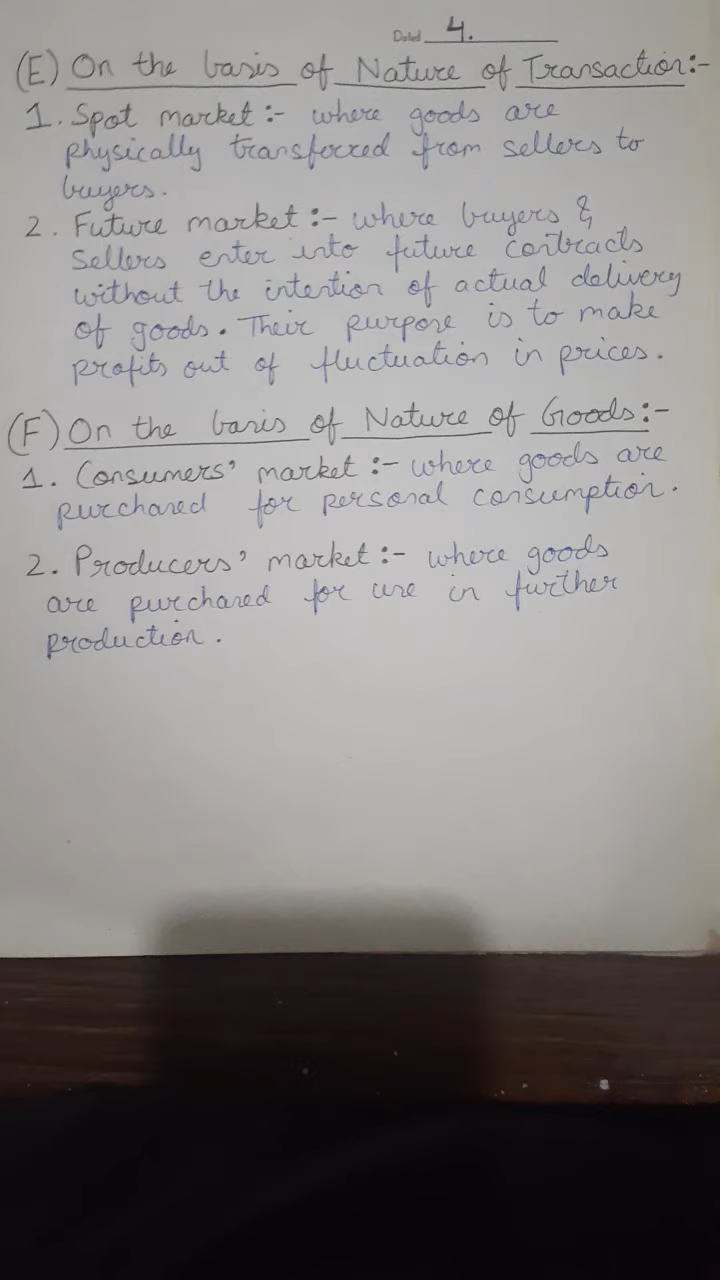 Dated 4.
(E) On the basis of Nature of Transaction:-
1. Spot market :- where goods are
physically transferred from sellers to
buyers.
2. Future market :- where buyers &
Sellers enter into future contracts
without the intention of actual delivery
of goods. Their purpose is to make
profits out of fluctuation in prices.
(F) On the basis of Nature of Goods:-
1. Consumers' market :- where goods are
purchased for personal consumption.
2. Producers' market :- where goods
are purchased for use in further
production.